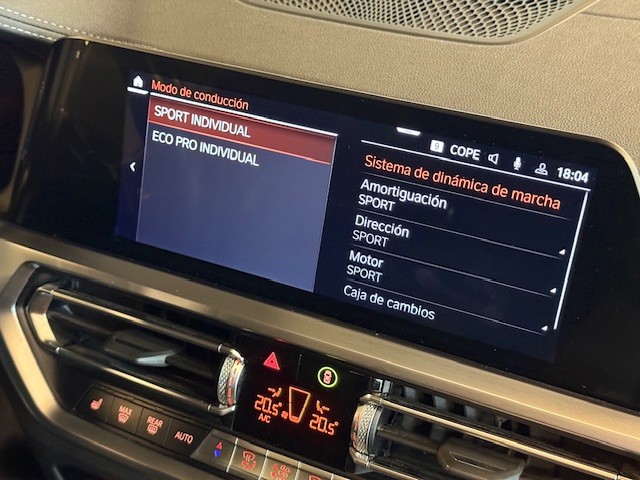 Modo de conducción
SPORT INDIVIDUAL
ECO PRO INDIVIDUAL
9 COPE 18:04
Sistema de dinámica de marcha
Amortiguación
SPORT
Dirección
SPORT
Motor
SPORT
Caja de cambios
20.5°
A/C
20.5°
MAX
REAR
AUTO